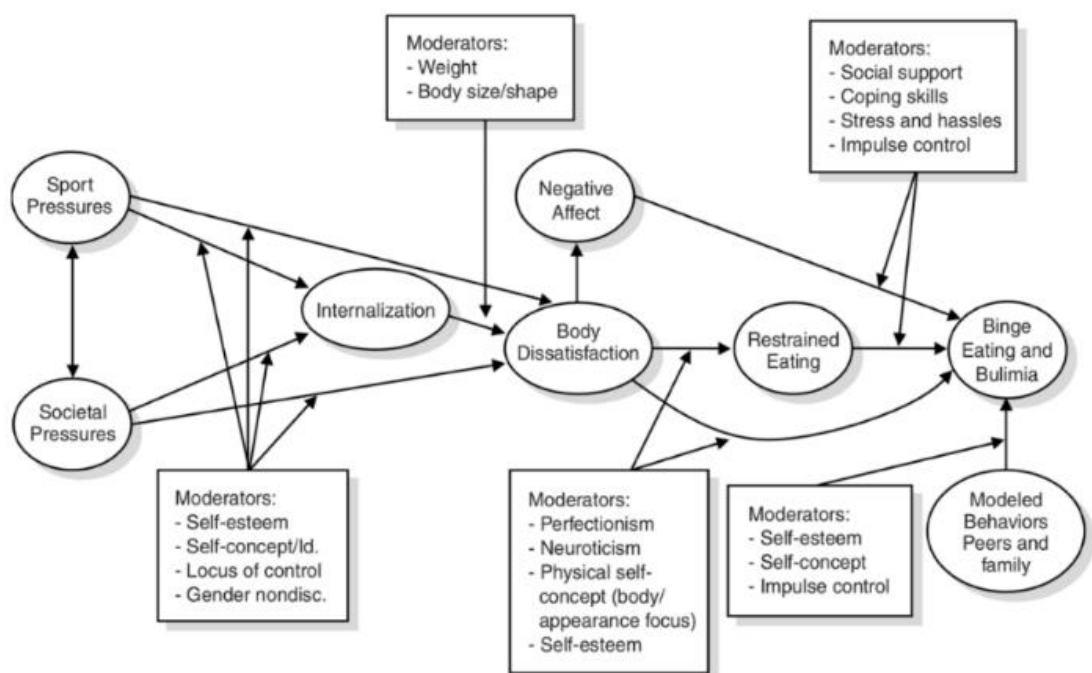 Moderators:
- Weight
- Body size/shape
Moderators:
- Social support
- Coping skills
- Stress and hassles
- Impulse control
Sport
Pressures
Negative
Affect
Internalization
Body
Dissatisfaction
Restrained
Eating
Binge
Eating and
Bulimia
Societal
Pressures
Moderators:
- Self-esteem
- Self-concept/Id.
- Locus of control
- Gender nondisc.
Moderators:
- Perfectionism
- Neuroticism
- Physical self-
concept (body/
appearance focus)
- Self-esteem
Moderators:
- Self-esteem
- Self-concept
- Impulse control
Modeled
Behaviors
Peers and
family